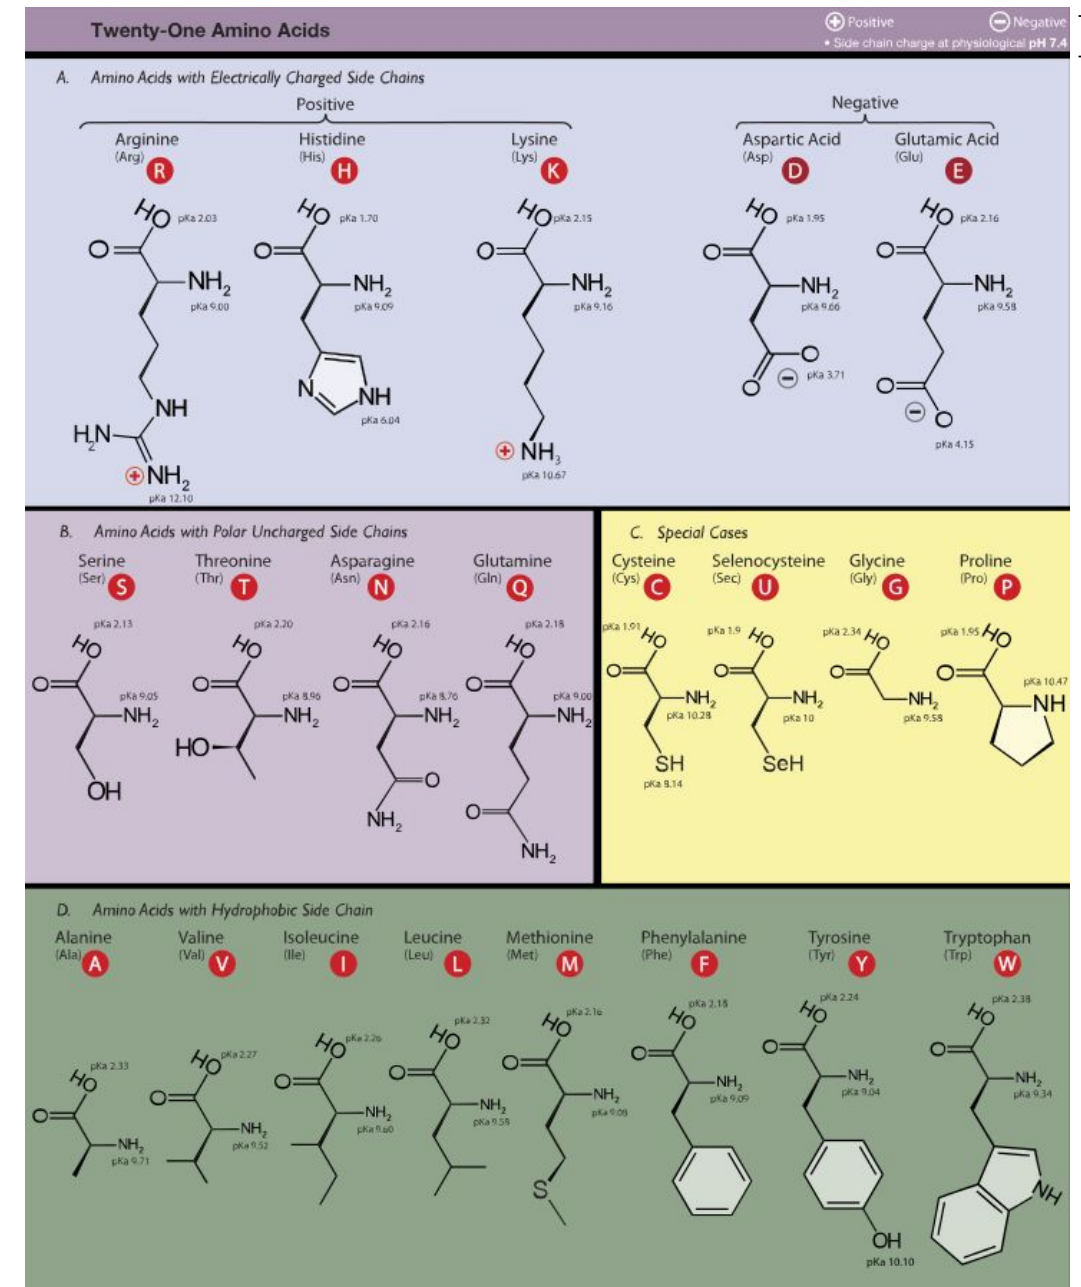 Twenty-One Amino Acids
+ Positive − Negative
• Side chain charge at physiological pH 7.4
A. Amino Acids with Electrically Charged Side Chains
Positive
Negative
Arginine Histidine Lysine Aspartic Acid Glutamic Acid
(Arg) (His) (Lys) (Asp) (Glu)
R H K D E
HO pKa 2.03 HO pKa 1.70 HO pKa 2.15 HO pKa 1.95 HO pKa 2.16
O O O O O
NH2 NH2 NH2 NH2 NH2
pKa 9.00 pKa 9.09 pKa 9.16 pKa 9.66 pKa 9.58
O O − pKa 3.71
O − O
pKa 4.15
N NH
pKa 6.04
NH
H2N
+ NH2
pKa 12.10
+ NH3
pKa 10.67
B. Amino Acids with Polar Uncharged Side Chains
Serine Threonine Asparagine Glutamine
(Ser) (Thr) (Asn) (Gln)
S T N Q
pKa 2.13 pKa 2.20 pKa 2.16 pKa 2.18
HO HO HO HO
O O O O
pKa 9.05 pKa 8.96 pKa 8.76 pKa 9.00
NH2 NH2 NH2 NH2
HO
OH
O
NH2
O
NH2
C. Special Cases
Cysteine Selenocysteine Glycine Proline
(Cys) (Sec) (Gly) (Pro)
C U G P
pKa 1.91 HO pKa 1.9 HO pKa 2.34 HO pKa 1.95 HO
O O O O
NH2 NH2 NH2 NH
pKa 10.28 pKa 10 pKa 9.58 pKa 10.47
SH SeH
pKa 8.14
D. Amino Acids with Hydrophobic Side Chain
Alanine Valine Isoleucine Leucine Methionine Phenylalanine Tyrosine Tryptophan
(Ala) (Val) (Ile) (Leu) (Met) (Phe) (Tyr) (Trp)
A V I L M F Y W
pKa 2.33 pKa 2.27 pKa 2.26 pKa 2.32 pKa 2.16 pKa 2.18 pKa 2.24 pKa 2.38
HO HO HO HO HO HO HO HO
O O O O O O O O
NH2 NH2 NH2 NH2 NH2 NH2 NH2 NH2
pKa 9.71 pKa 9.52 pKa 9.60 pKa 9.58 pKa 9.08 pKa 9.09 pKa 9.04 pKa 9.34
S
NH
OH
pKa 10.10